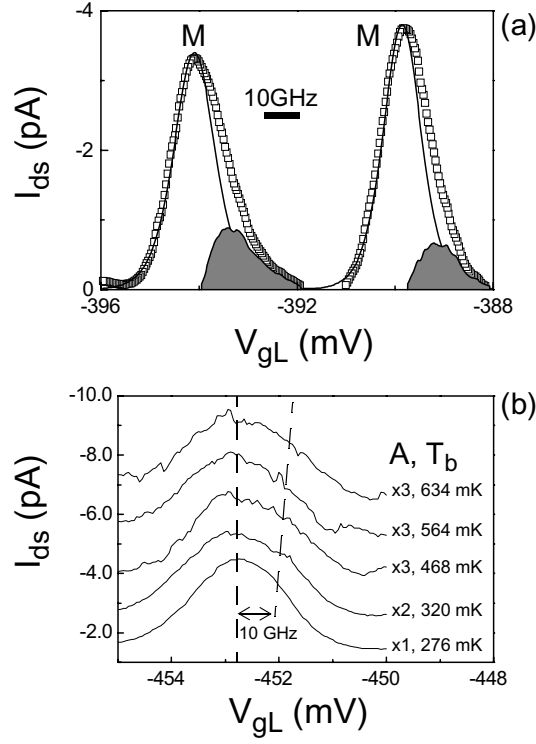 (a)
-4
M
M
10GHz
-2
I_ds (pA)
0
-396
-392
-388
V_gL (mV)
(b)
-10.0
-8.0
-6.0
-4.0
-2.0
I_ds (pA)
A, T_b
x3, 634 mK
x3, 564 mK
x3, 468 mK
x2, 320 mK
10 GHz
x1, 276 mK
-454
-452
-450
-448
V_gL (mV)